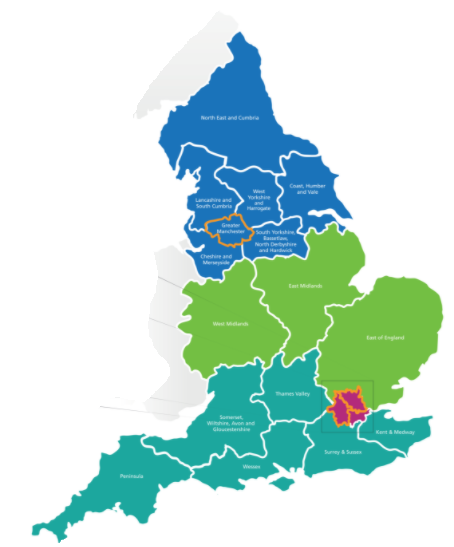 North East and Cumbria
Coast, Humber
and Vale
West
Yorkshire
and
Harrogate
Lancashire and
South Cumbria
Greater
Manchester
South Yorkshire,
Bassetlaw,
North Derbyshire
and Hardwick
Cheshire and
Merseyside
East Midlands
West Midlands
East of England
Thames Valley
Somerset,
Wiltshire, Avon and
Gloucestershire
Kent & Medway
Surrey & Sussex
Wessex
Peninsula